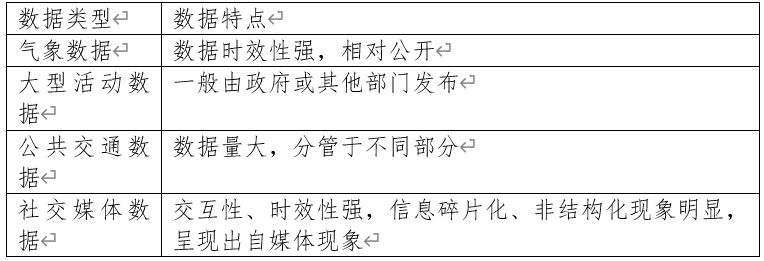 数据类型↵ 数据特点↵
气象数据↵ 数据时效性强，相对公开↵
大型活动数 一般由政府或其他部门发布↵
据↵
公共交通数 数据量大，分管于不同部分↵
据↵
社交媒体数 交互性、时效性强，信息碎片化、非结构化现象明显，
据↵ 呈现出自媒体现象↵